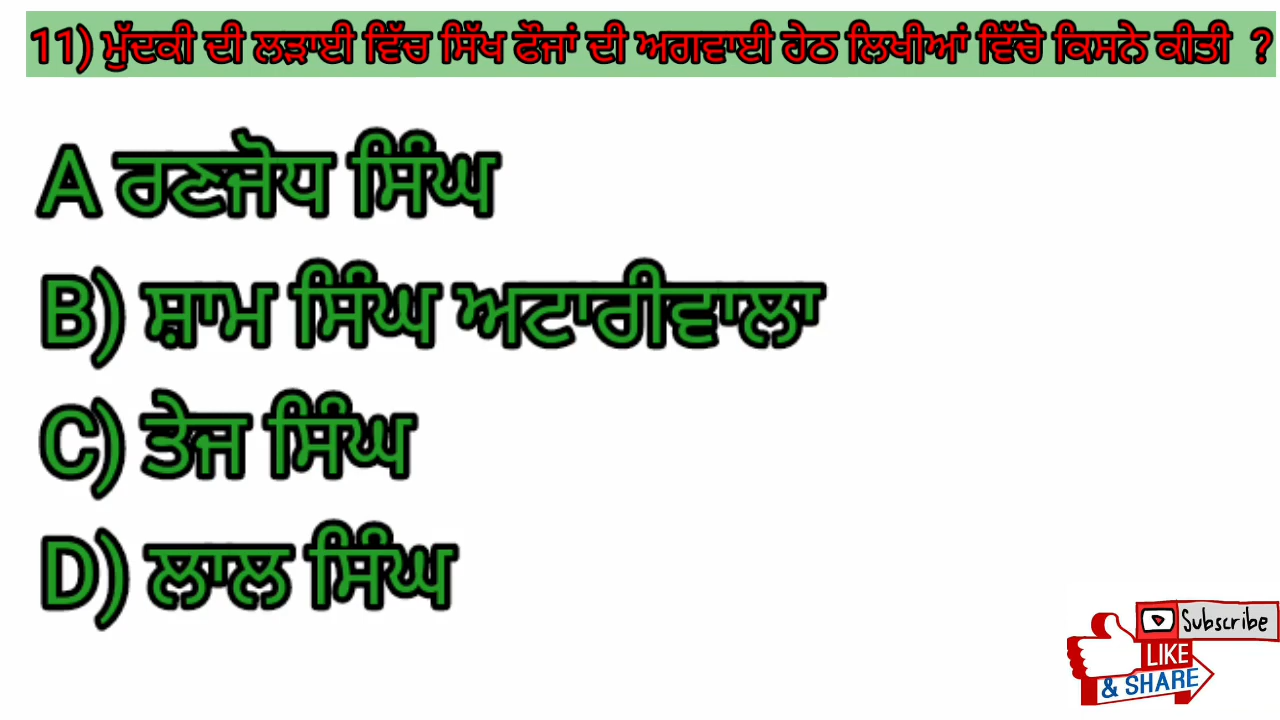 11) ਮੁੱਦਕੀ ਦੀ ਲੜਾਈ ਵਿੱਚ ਸਿੱਖ ਫੌਜਾਂ ਦੀ ਅਗਵਾਈ ਹੇਠ ਲਿਖੀਆਂ ਵਿੱਚੋ ਕਿਸਨੇ ਕੀਤੀ ?
A ਰਣਜੋਧ ਸਿੰਘ
B) ਸ਼ਾਮ ਸਿੰਘ ਅਟਾਰੀਵਾਲਾ
C) ਤੇਜ ਸਿੰਘ
D) ਲਾਲ ਸਿੰਘ
Subscribe
LIKE
& SHARE